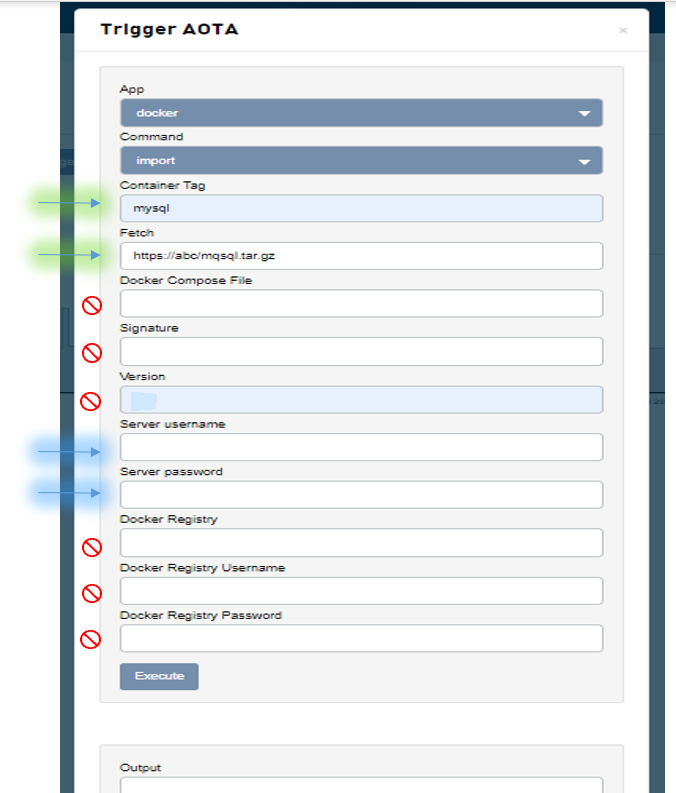 Trigger AOTA
×
App
docker
Command
import
Container Tag
mysql
Fetch
https://abc/mqsql.tar.gz
Docker Compose File
Signature
Version
Server username
Server password
Docker Registry
Docker Registry Username
Docker Registry Password
Execute
Output